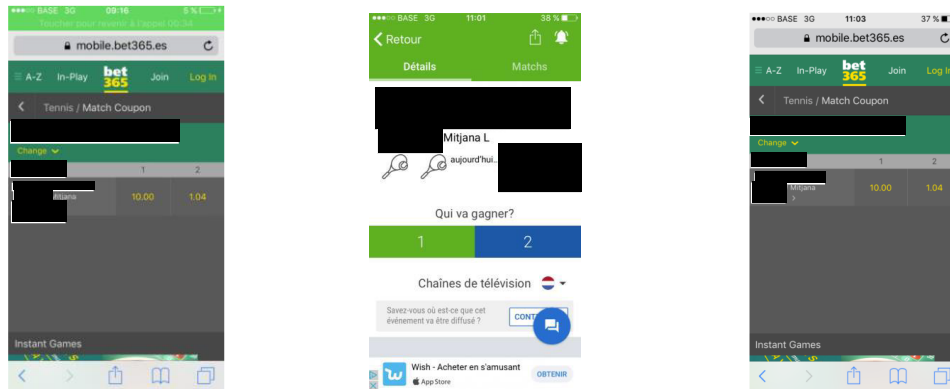 BASE 3G 09:16 5 %
Toucher pour revenir à l'appel 00:34
mobile.bet365.es
A-Z In-Play bet365 Join Log In
Tennis / Match Coupon
Change
1 2
Mitjana 10.00 1.04
Instant Games
BASE 3G 11:01 38 %
Retour
Détails Matchs
Mitjana L
aujourd'hui..
Qui va gagner?
1 2
Chaînes de télévision
Savez-vous où est-ce que cet
événement va être diffusé ?
CONT
Wish - Acheter en s'amusant
App Store
OBTENIR
BASE 3G 11:03 37 %
mobile.bet365.es
A-Z In-Play bet365 Join Log In
Tennis / Match Coupon
Change
1 2
Mitjana
10.00 1.04
Instant Games